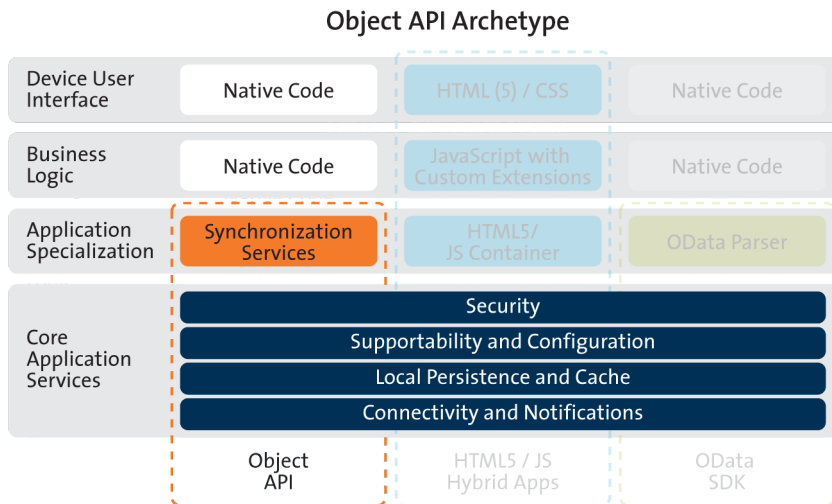 Object API Archetype
Device User
Interface
Native Code
HTML (5) / CSS
Native Code
Business
Logic
Native Code
JavaScript with
Custom Extensions
Native Code
Application
Specialization
Synchronization
Services
HTML5/
JS Container
OData Parser
Core
Application
Services
Security
Supportability and Configuration
Local Persistence and Cache
Connectivity and Notifications
Object
API
HTML5 / JS
Hybrid Apps
OData
SDK